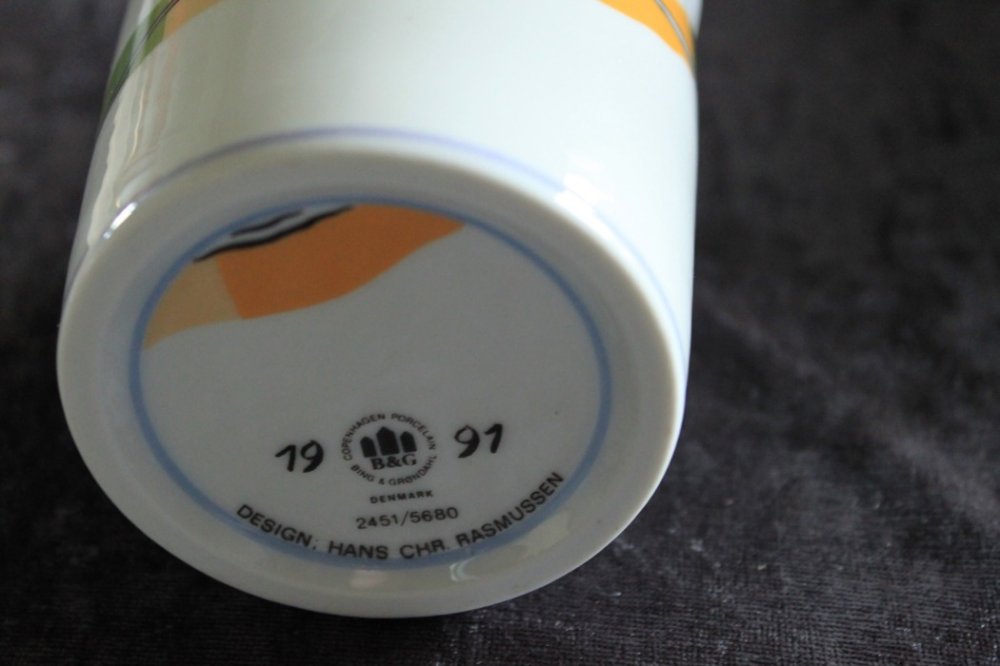 19 91
COPENHAGEN PORCELAIN
B&G
BING & GRØNDAHL
DENMARK
2451/5680
DESIGN: HANS CHR. RASMUSSEN